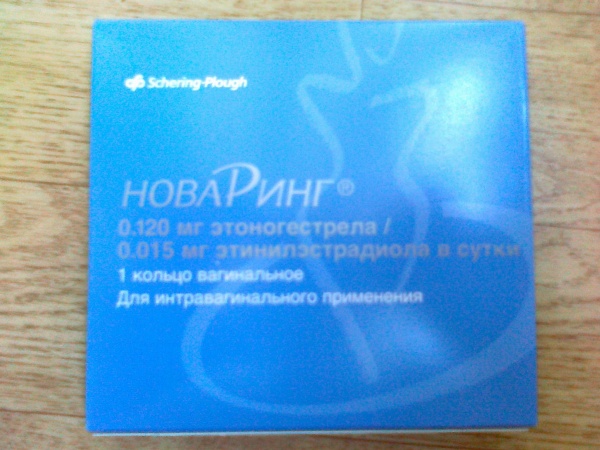 Schering-Plough
НОВАРИНГ®
0.120 мг этоногестрела /
0.015 мг этинилэстрадиола в сутки
1 кольцо вагинальное
Для интравагинального применения